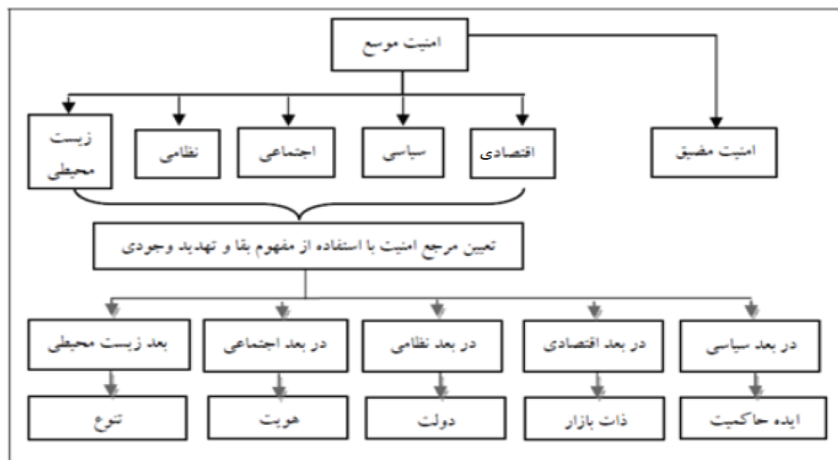 امنیت موسع
امنیت مضیق
اقتصادی
سیاسی
اجتماعی
نظامی
زیست
محیطی
تعیین مرجع امنیت با استفاده از مفهوم بقا و تهدید وجودی
در بعد سیاسی
در بعد اقتصادی
در بعد نظامی
در بعد اجتماعی
بعد زیست محیطی
ایده حاکمیت
ذات بازار
دولت
هویت
تنوع